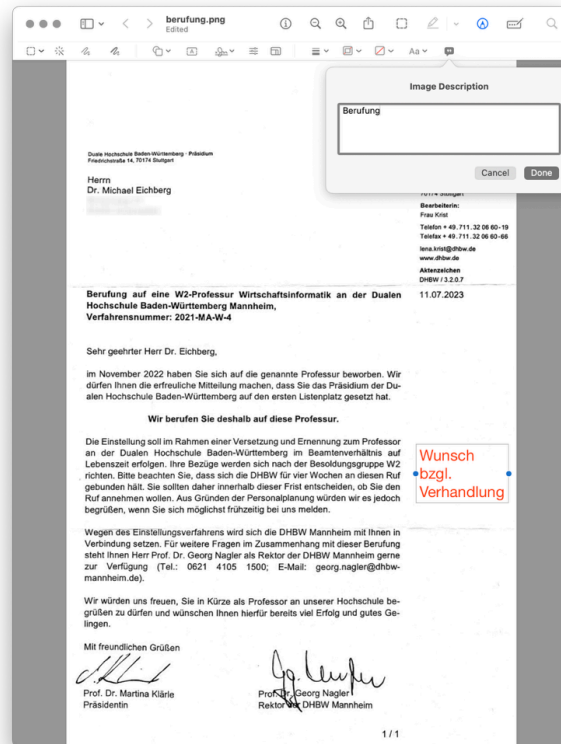 berufung.png
Edited
Aa
Image Description
Berufung
Cancel
Done
Duale Hochschule Baden-Württemberg · Präsidium
Friedrichstraße 14, 70174 Stuttgart
Herrn
Dr. Michael Eichberg
70174 Stuttgart
Bearbeiterin:
Frau Krist
Telefon + 49 .711. 32 06 60-19
Telefax + 49 .711. 32 06 60-66
lena.krist@dhbw.de
www.dhbw.de
Aktenzeichen
DHBW / 3.2.0.7
11.07.2023
Berufung auf eine W2-Professur Wirtschaftsinformatik an der Dualen
Hochschule Baden-Württemberg Mannheim,
Verfahrensnummer: 2021-MA-W-4
Sehr geehrter Herr Dr. Eichberg,
im November 2022 haben Sie sich auf die genannte Professur beworben. Wir
dürfen Ihnen die erfreuliche Mitteilung machen, dass Sie das Präsidium der Du-
alen Hochschule Baden-Württemberg auf den ersten Listenplatz gesetzt hat.
Wir berufen Sie deshalb auf diese Professur.
Die Einstellung soll im Rahmen einer Versetzung und Ernennung zum Professor
an der Dualen Hochschule Baden-Württemberg im Beamtenverhältnis auf
Lebenszeit erfolgen. Ihre Bezüge werden sich nach der Besoldungsgruppe W2
richten. Bitte beachten Sie, dass sich die DHBW für vier Wochen an diesen Ruf
gebunden hält. Sie sollten daher innerhalb dieser Frist entscheiden, ob Sie den
Ruf annehmen wollen. Aus Gründen der Personalplanung würden wir es jedoch
begrüßen, wenn Sie sich möglichst frühzeitig bei uns melden.
Wunsch
bzgl.
Verhandlung
Wegen des Einstellungsverfahrens wird sich die DHBW Mannheim mit Ihnen in
Verbindung setzen. Für weitere Fragen im Zusammenhang mit dieser Berufung
steht Ihnen Herr Prof. Dr. Georg Nagler als Rektor der DHBW Mannheim gerne
zur Verfügung (Tel.: 0621 4105 1500; E-Mail: georg.nagler@dhbw-
mannheim.de).
Wir würden uns freuen, Sie in Kürze als Professor an unserer Hochschule be-
grüßen zu dürfen und wünschen Ihnen hierfür bereits viel Erfolg und gutes Ge-
lingen.
Mit freundlichen Grüßen
Prof. Dr. Martina Klärle
Präsidentin
Prof. Dr. Georg Nagler
Rektor der DHBW Mannheim
1 / 1